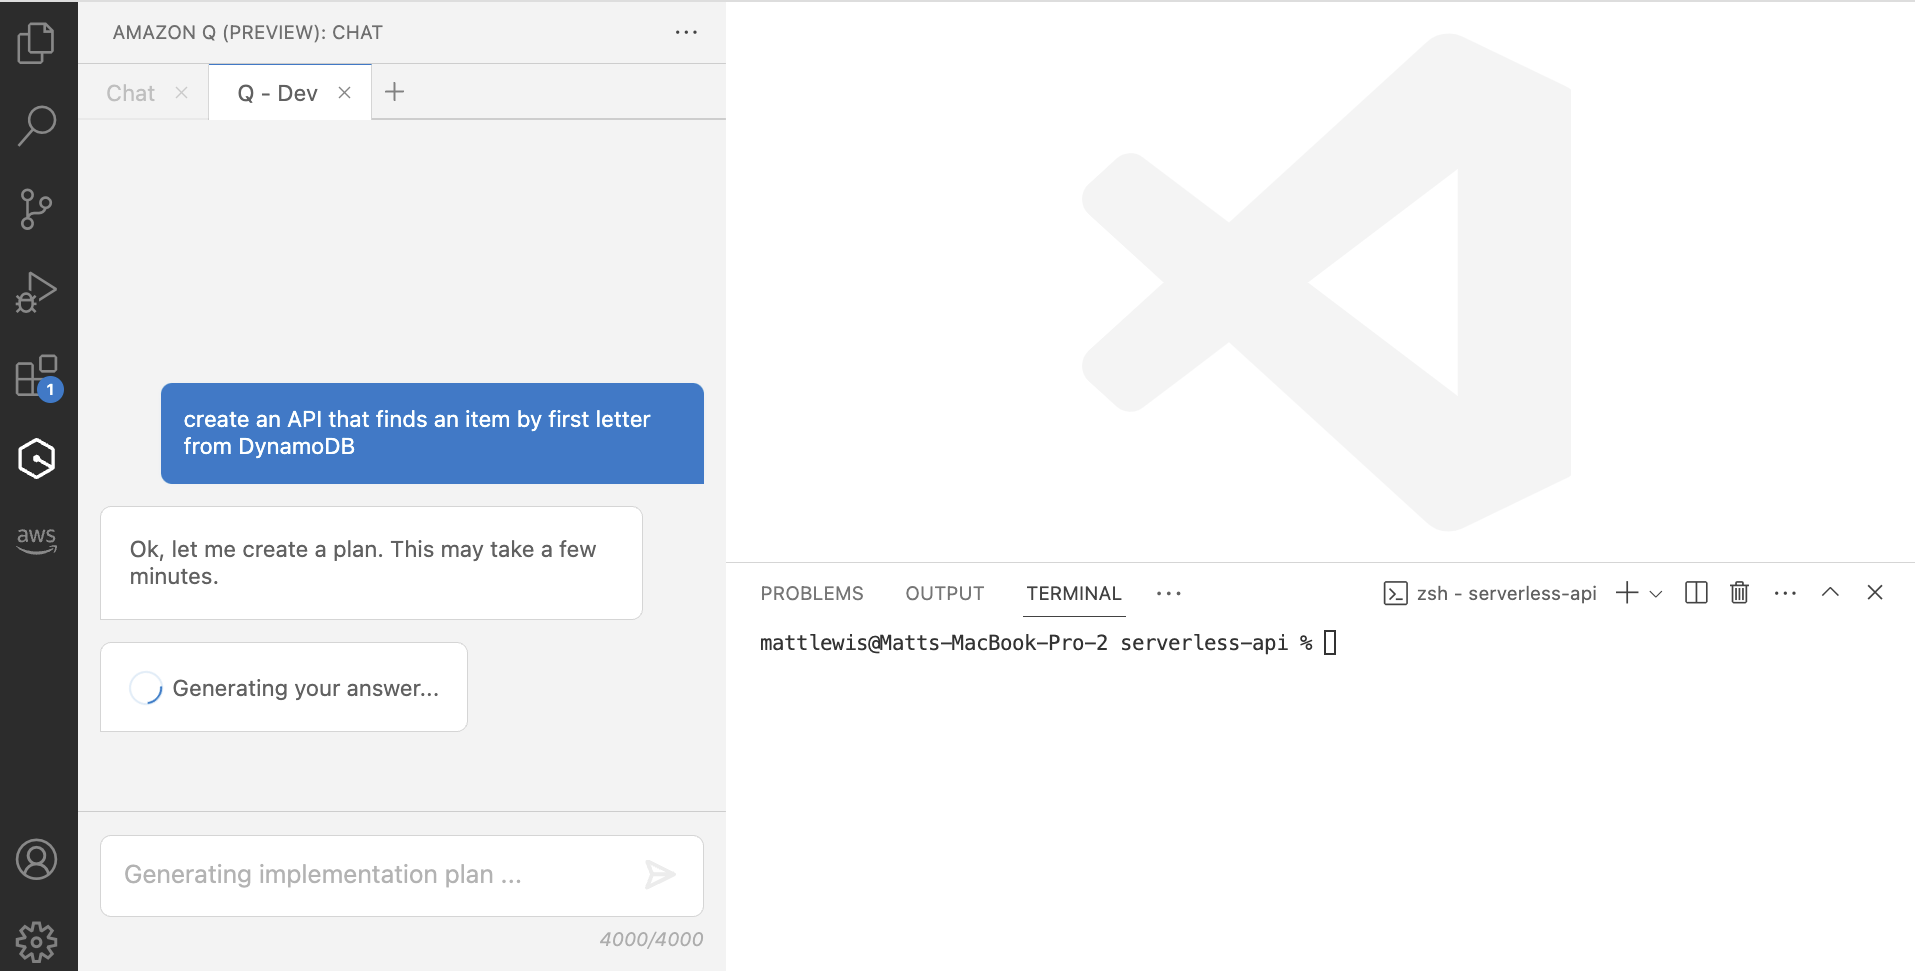 AMAZON Q (PREVIEW): CHAT
Chat
Q - Dev
create an API that finds an item by first letter
from DynamoDB
Ok, let me create a plan. This may take a few
minutes.
Generating your answer...
Generating implementation plan ...
4000/4000
1
aws
PROBLEMS OUTPUT TERMINAL
zsh - serverless-api
mattlewis@Matts-MacBook-Pro-2 serverless-api %